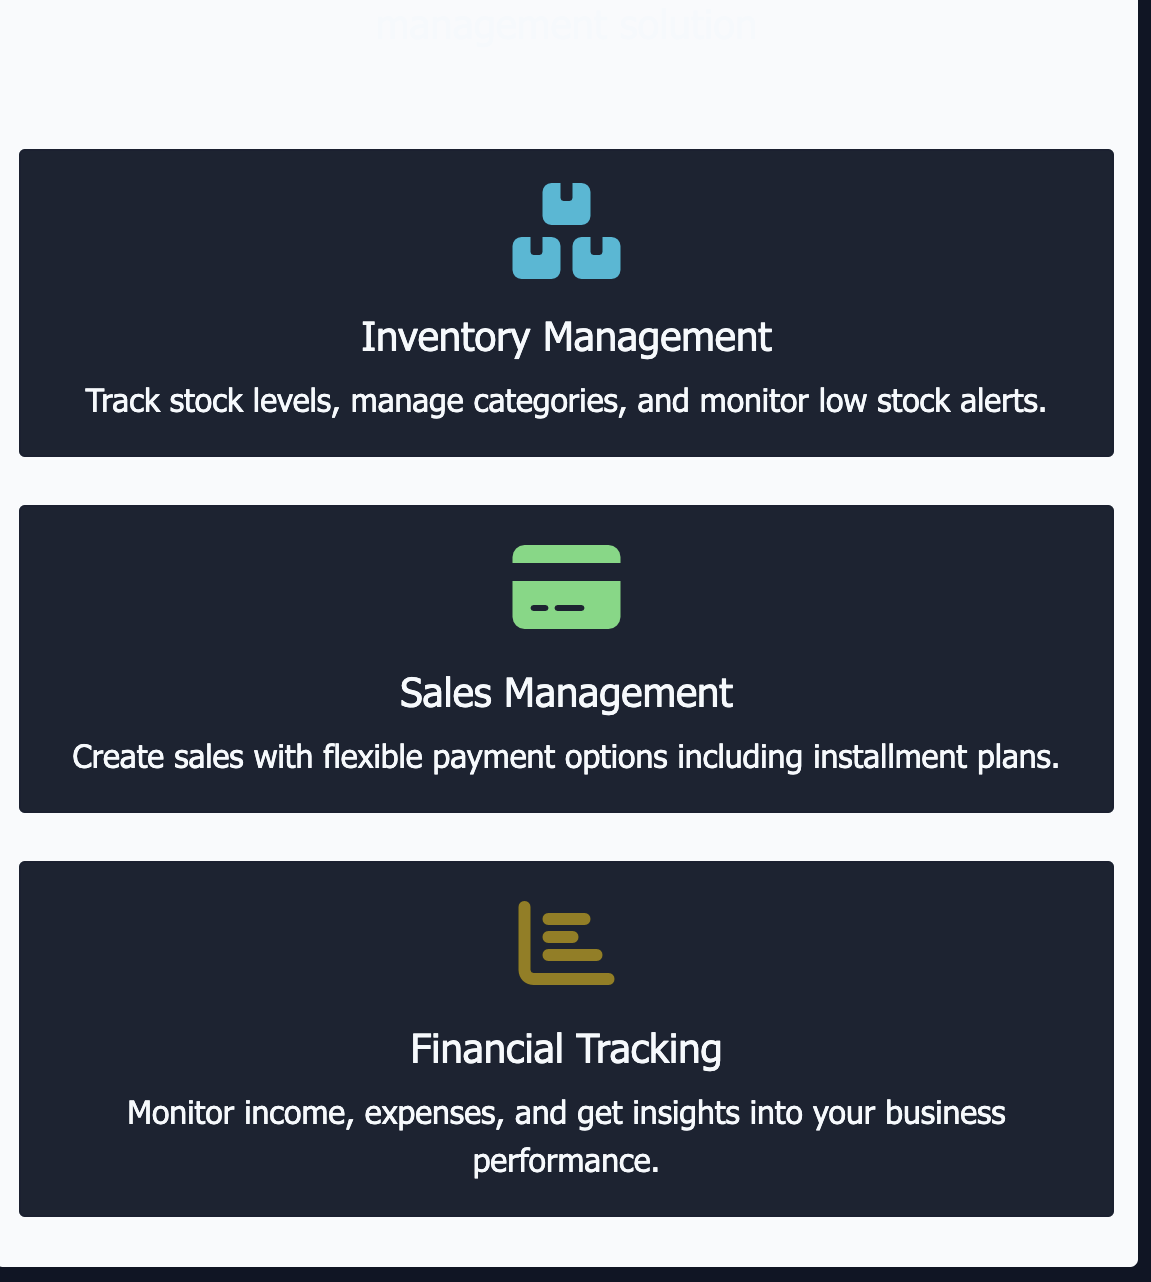 management solution
Inventory Management
Track stock levels, manage categories, and monitor low stock alerts.
Sales Management
Create sales with flexible payment options including installment plans.
Financial Tracking
Monitor income, expenses, and get insights into your business
performance.